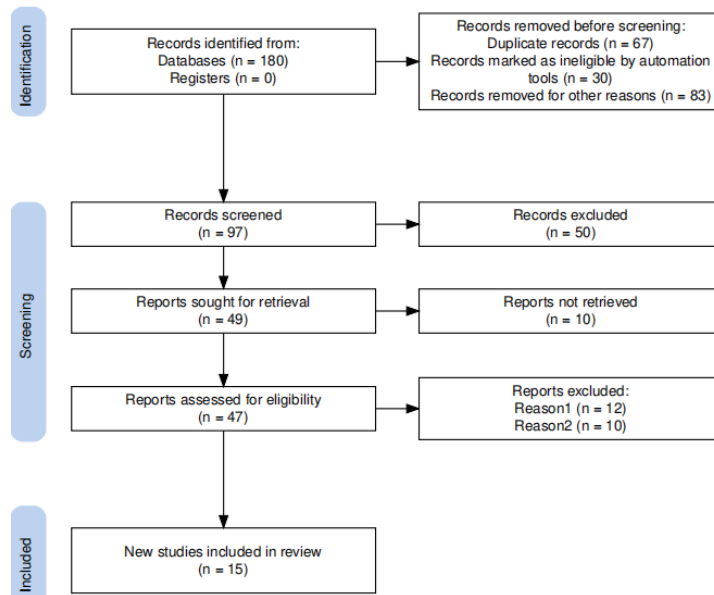 Identification
Records identified from:
Databases (n = 180)
Registers (n = 0)
Records removed before screening:
Duplicate records (n = 67)
Records marked as ineligible by automation
tools (n = 30)
Records removed for other reasons (n = 83)
Screening
Records screened
(n = 97)
Records excluded
(n = 50)
Reports sought for retrieval
(n = 49)
Reports not retrieved
(n = 10)
Reports assessed for eligibility
(n = 47)
Reports excluded:
Reason1 (n = 12)
Reason2 (n = 10)
Included
New studies included in review
(n = 15)